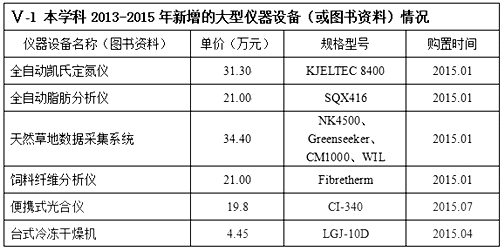 Ⅴ-1 本学科 2013-2015 年新增的大型仪器设备（或图书资料）情况
仪器设备名称（图书资料） 单价（万元） 规格型号 购置时间
全自动凯氏定氮仪 31.30 KJELTEC 8400 2015.01
全自动脂肪分析仪 21.00 SQX416 2015.01
天然草地数据采集系统 34.40 NK4500、
Greenseeker、
CM1000、WIL 2015.01
饲料纤维分析仪 21.00 Fibretherm 2015.01
便携式光合仪 19.8 CI-340 2015.07
台式冷冻干燥机 4.45 LGJ-10D 2015.04